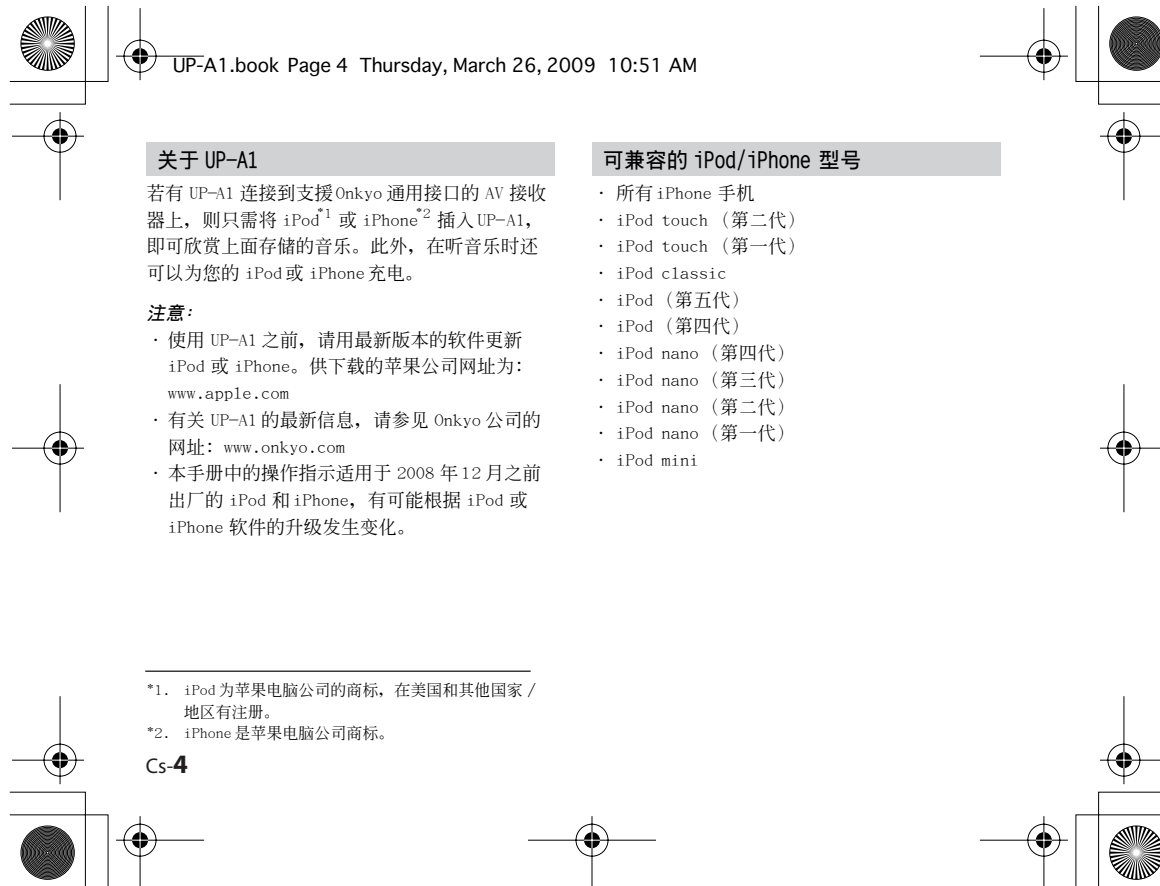 UP-A1.book Page 4 Thursday, March 26, 2009 10:51 AM
关于 UP-A1
若有 UP-A1 连接到支援Onkyo 通用接口的 AV 接收
器上，则只需将 iPod*1 或 iPhone*2 插入UP-A1，
即可欣赏上面存储的音乐。此外，在听音乐时还
可以为您的 iPod 或 iPhone 充电。
注意：
· 使用 UP-A1 之前，请用最新版本的软件更新
iPod 或 iPhone。供下载的苹果公司网址为：
www.apple.com
· 有关 UP-A1 的最新信息，请参见 Onkyo 公司的
网址：www.onkyo.com
· 本手册中的操作指示适用于 2008 年12 月之前
出厂的 iPod 和 iPhone，有可能根据 iPod 或
iPhone 软件的升级发生变化。
*1. iPod 为苹果电脑公司的商标，在美国和其他国家 /
地区有注册。
*2. iPhone 是苹果电脑公司商标。
Cs-4
可兼容的 iPod/iPhone 型号
· 所有 iPhone 手机
· iPod touch （第二代）
· iPod touch （第一代）
· iPod classic
· iPod （第五代）
· iPod （第四代）
· iPod nano （第四代）
· iPod nano （第三代）
· iPod nano （第二代）
· iPod nano （第一代）
· iPod mini